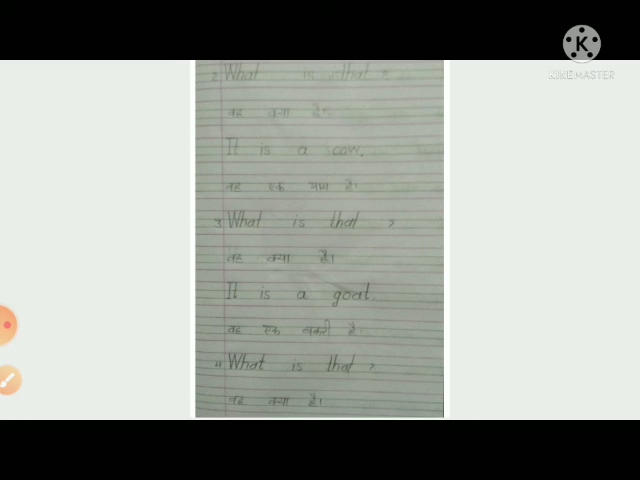 K
KINEMASTER
2 What is that ?
वह क्या है।
It is a cow.
वह एक गाय है।
3 What is that ?
वह क्या है।
It is a goat.
वह एक बकरी है।
4 What is that ?
वह क्या है।